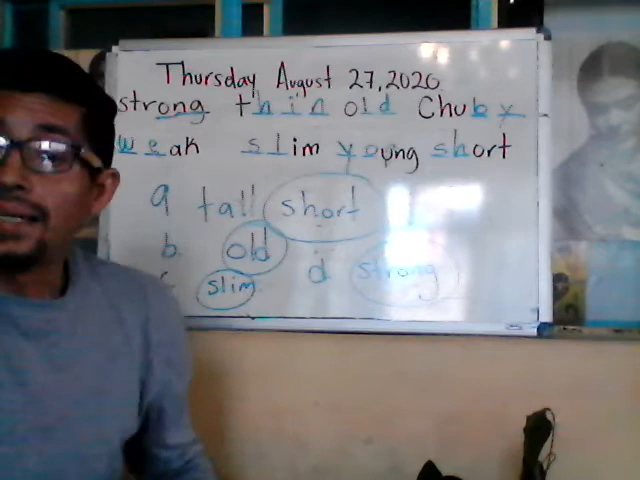 Thursday August 27,2020
strong thin old Chuby
weak slim young short
a tall short
b. old d strong
slim